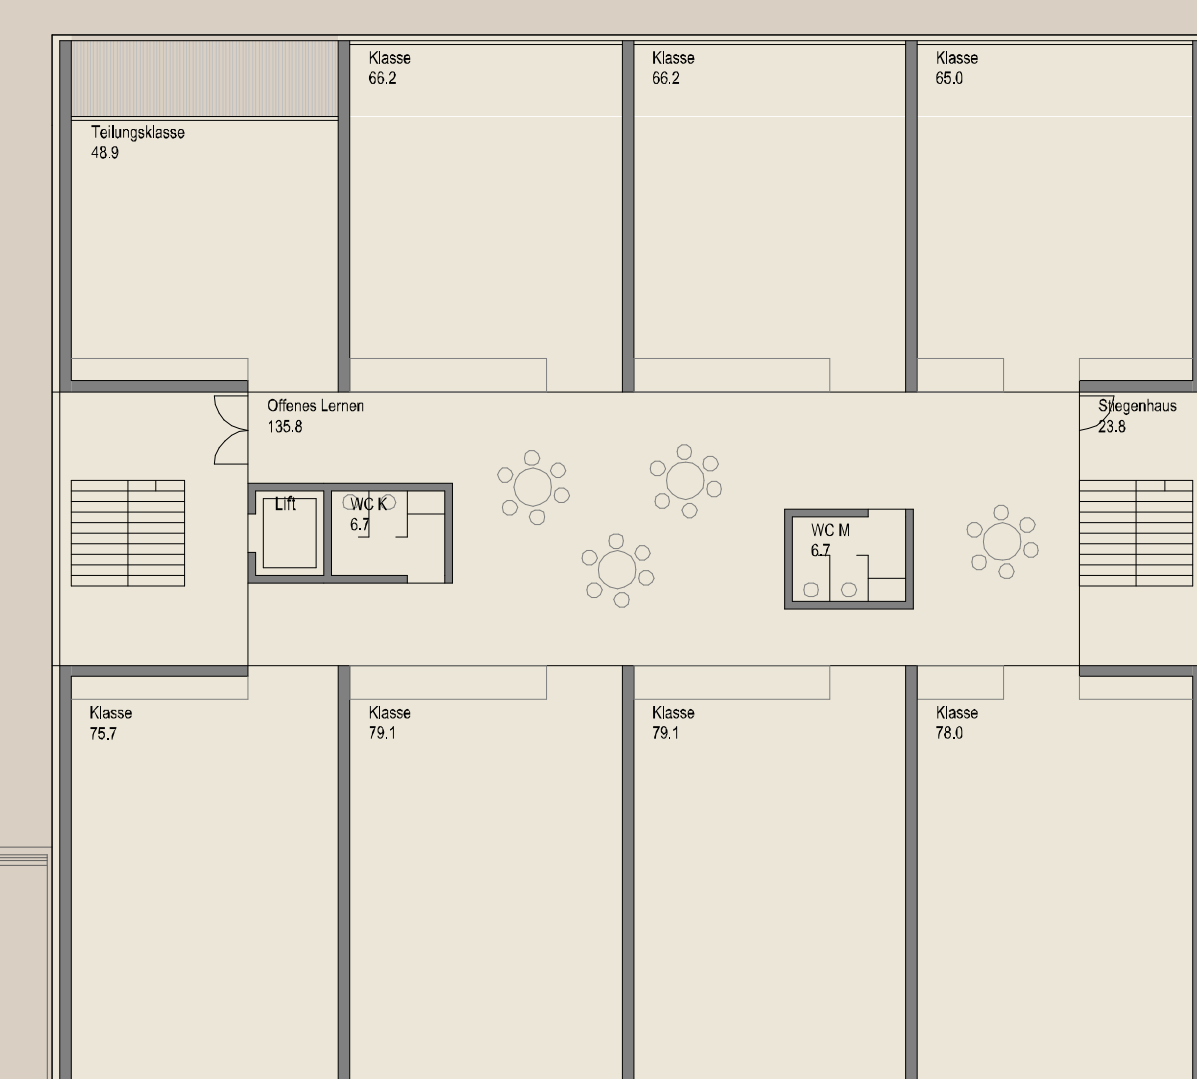 Klasse
66.2
Klasse
66.2
Klasse
65.0
Teilungsklasse
48.9
Offenes Lernen
135.8
Stiegenhaus
23.8
Lift
WC K
6.7
WC M
6.7
Klasse
75.7
Klasse
79.1
Klasse
79.1
Klasse
78.0